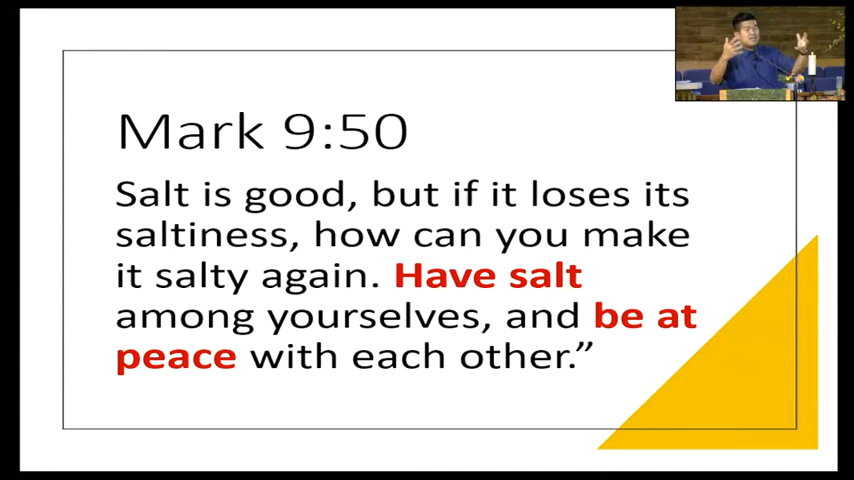 Mark 9:50
Salt is good, but if it loses its
saltiness, how can you make
it salty again. Have salt
among yourselves, and be at
peace with each other.”